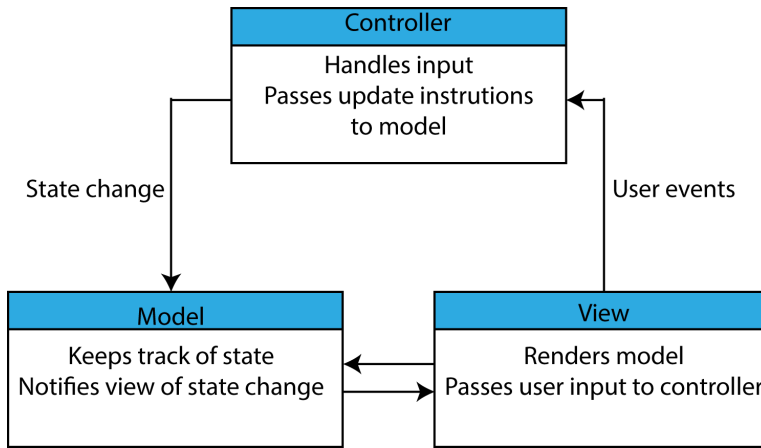 Controller
Handles input
Passes update instrutions
to model
State change
User events
Model
Keeps track of state
Notifies view of state change
View
Renders model
Passes user input to controller